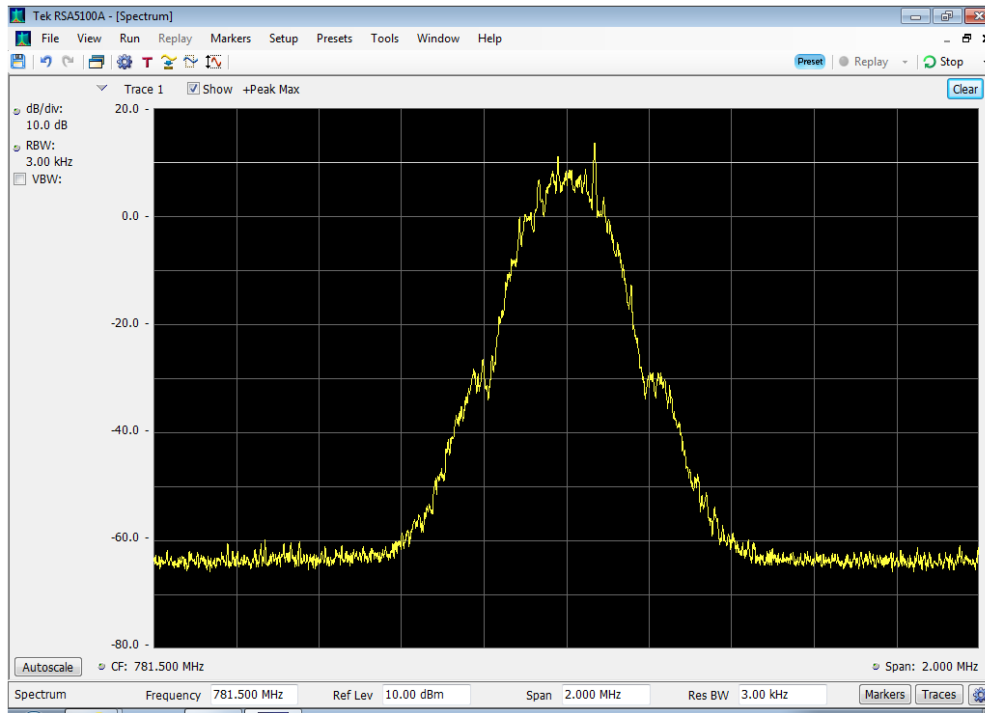 Tek RSA5100A - [Spectrum]
File View Run Replay Markers Setup Presets Tools Window Help
T Preset Replay Stop
Trace 1 Show +Peak Max Clear
dB/div:
10.0 dB
RBW:
3.00 kHz
VBW:
20.0 -
0.0 -
-20.0 -
-40.0 -
-60.0 -
-80.0 -
Autoscale CF: 781.500 MHz Span: 2.000 MHz
Spectrum Frequency 781.500 MHz Ref Lev 10.00 dBm Span 2.000 MHz Res BW 3.00 kHz Markers Traces